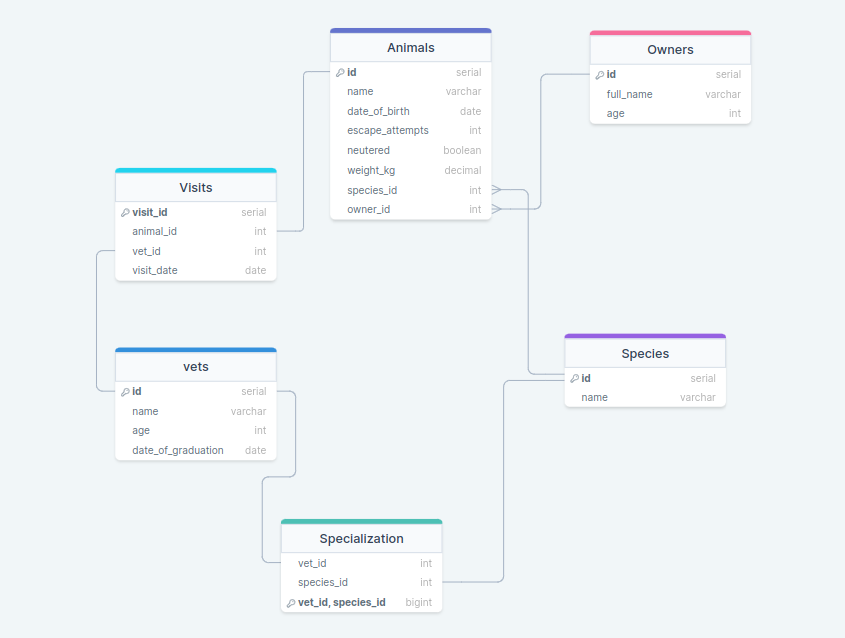 Animals
id serial
name varchar
date_of_birth date
escape_attempts int
neutered boolean
weight_kg decimal
species_id int
owner_id int
Owners
id serial
full_name varchar
age int
Visits
visit_id serial
animal_id int
vet_id int
visit_date date
vets
id serial
name varchar
age int
date_of_graduation date
Species
id serial
name varchar
Specialization
vet_id int
species_id int
vet_id, species_id bigint